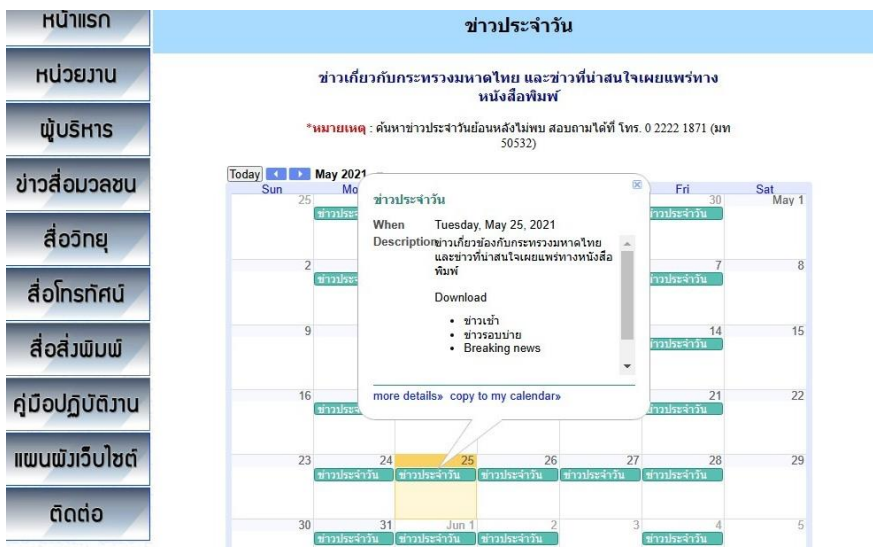 หน้าแรก
หน่วยงาน
ผู้บริหาร
ข่าวสื่อมวลชน
สื่อวิทยุ
สื่อโทรทัศน์
สื่อสิ่งพิมพ์
คู่มือปฏิบัติงาน
แผนผังเว็บไซต์
ติดต่อ
ข่าวประจำวัน
ข่าวเกี่ยวกับกระทรวงมหาดไทย และข่าวที่น่าสนใจเผยแพร่ทาง
หนังสือพิมพ์
*หมายเหตุ : ค้นหาข่าวประจำวันย้อนหลังไม่พบ สอบถามได้ที่ โทร. 0 2222 1871 (มท
50532)
Today May 2021
Sun Mo Fri Sat
25 30 May 1
ข่าวประจำวัน
When Tuesday, May 25, 2021
Description ข่าวเกี่ยวข้องกับกระทรวงมหาดไทย
และข่าวที่น่าสนใจเผยแพร่ทางหนังสือ
พิมพ์
Download
• ข่าวเช้า
• ข่าวรอบบ่าย
• Breaking news
more details» copy to my calendar»
2 7 8
9 14 15
16 21 22
23 24 25 26 27 28 29
ข่าวประจำวัน ข่าวประจำวัน ข่าวประจำวัน ข่าวประจำวัน ข่าวประจำวัน
30 31 Jun 1 2 3 4 5
ข่าวประจำวัน ข่าวประจำวัน ข่าวประจำวัน ข่าวประจำวัน